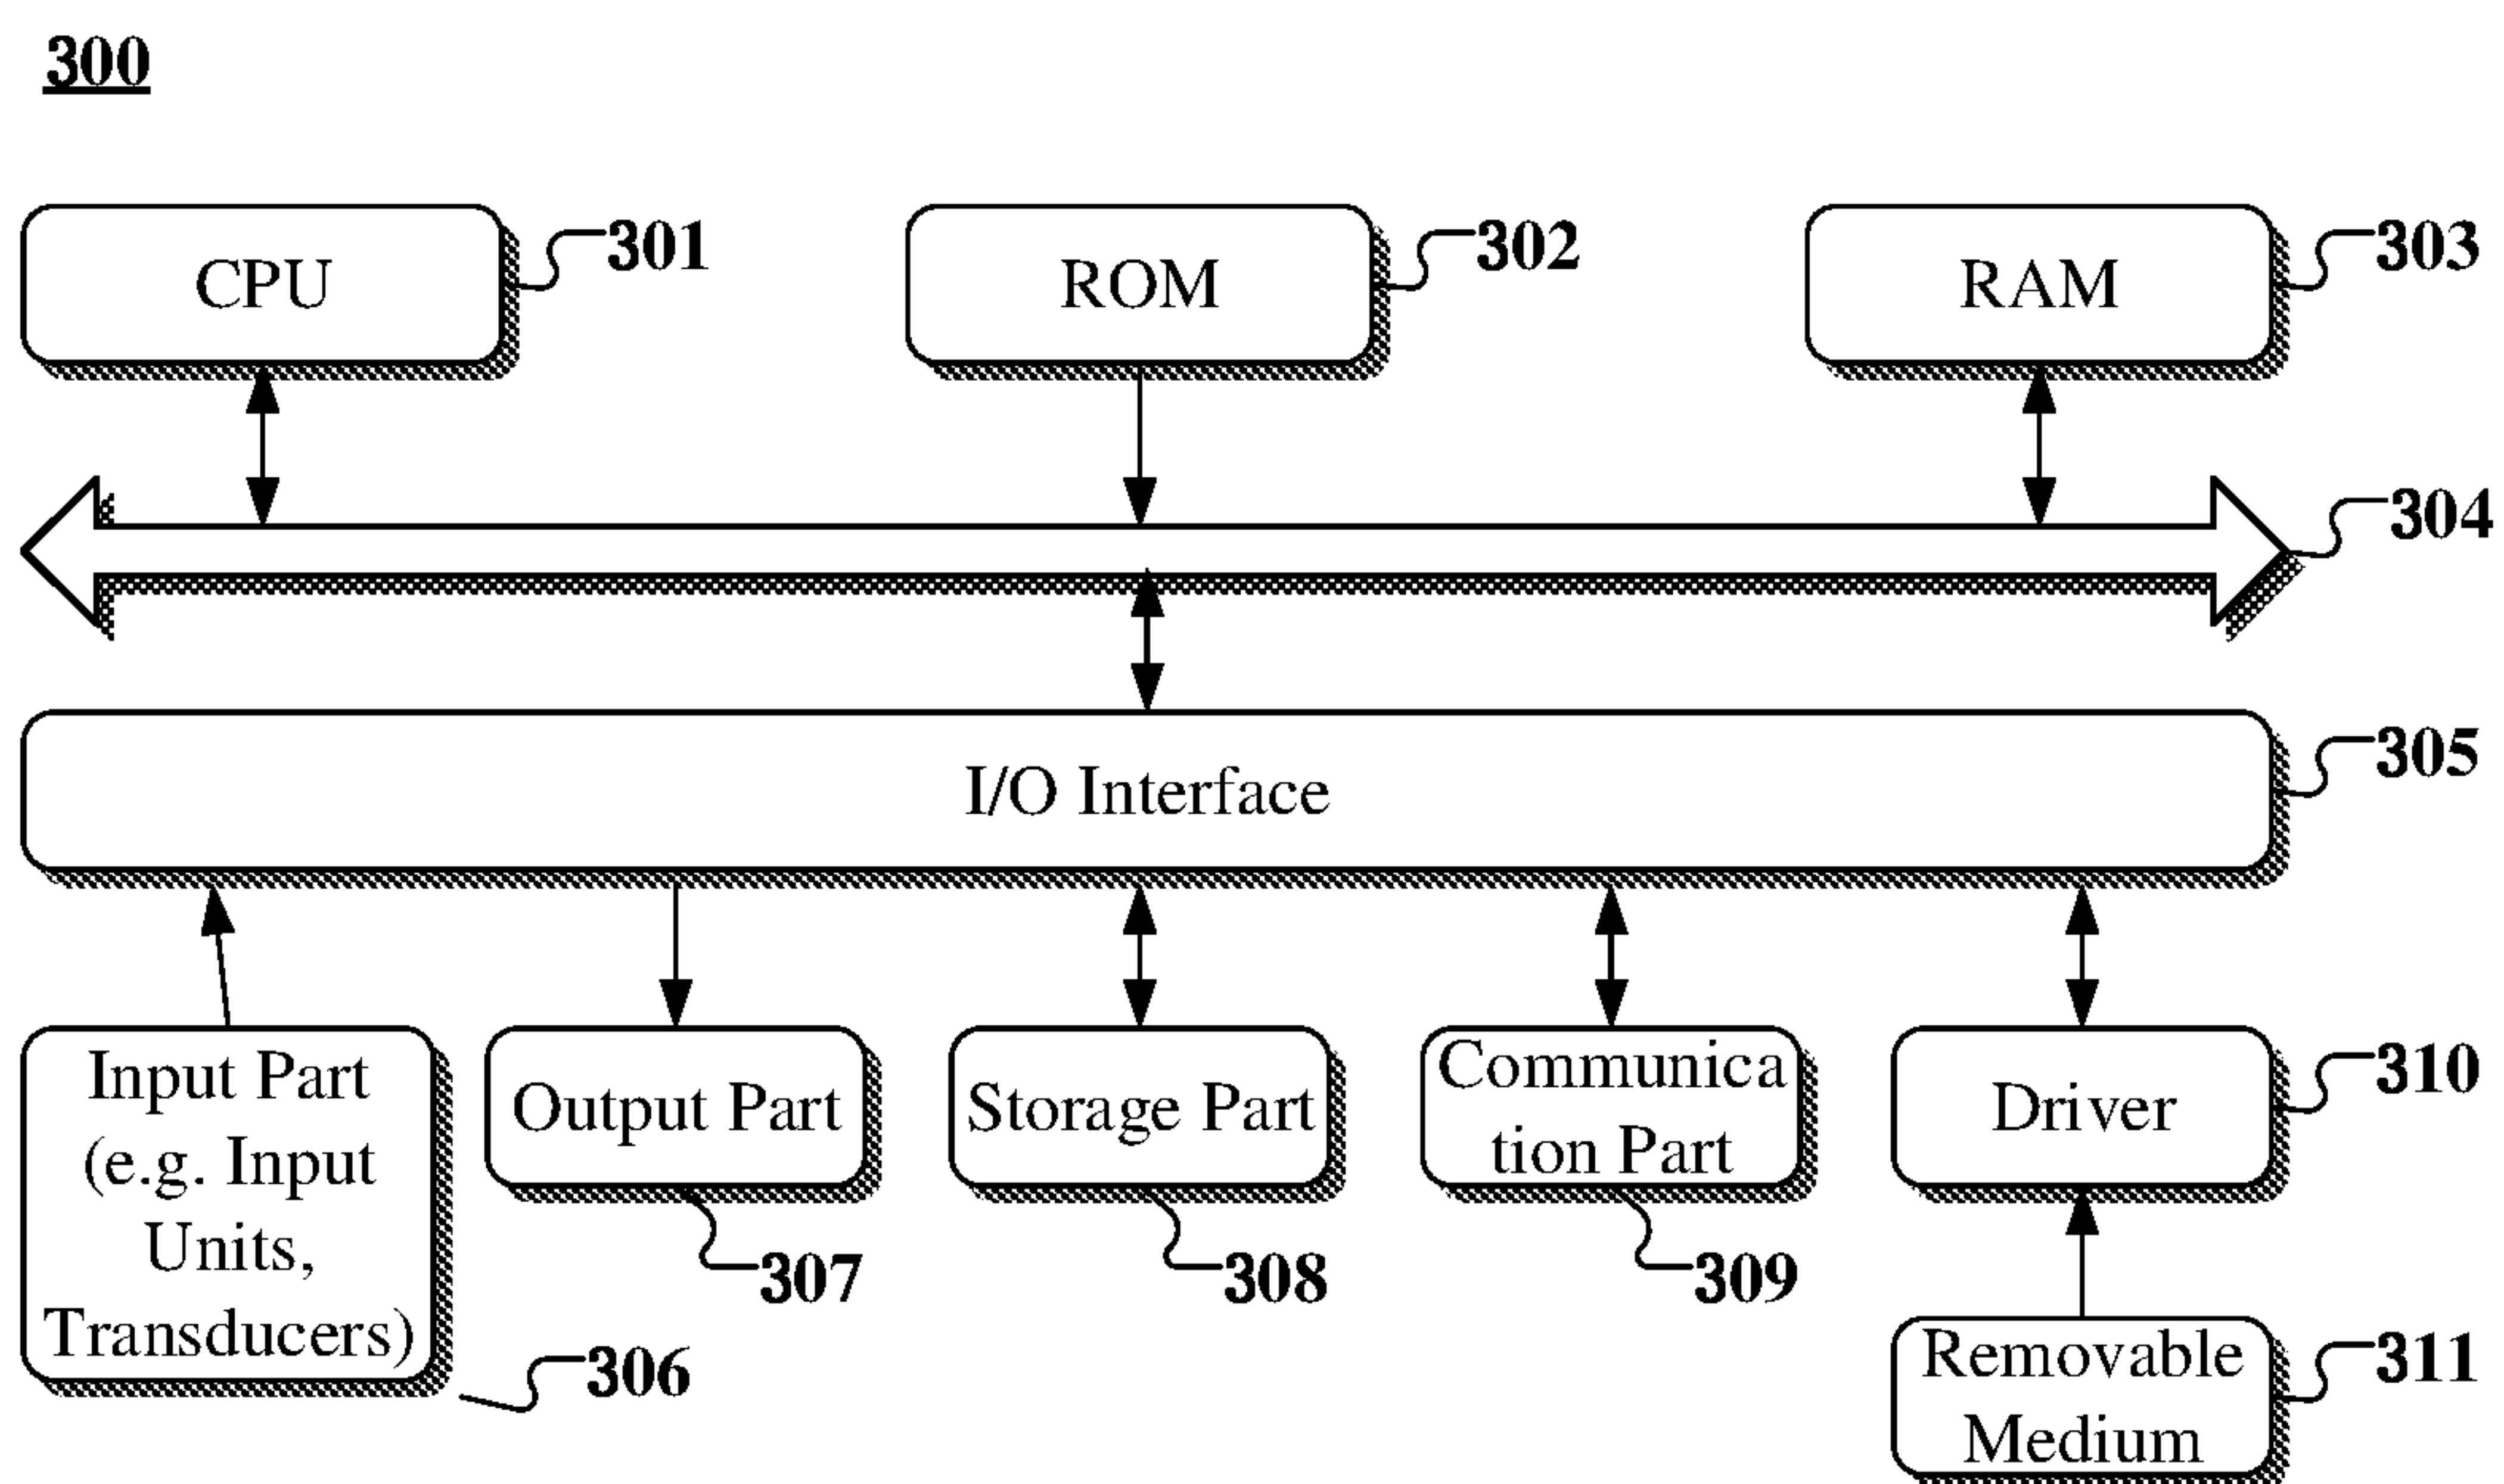 300
CPU
301
ROM
302
RAM
303
304
I/O Interface
305
Input Part
(e.g. Input
Units,
Transducers)
306
Output Part
307
Storage Part
308
Communica
tion Part
309
Driver
310
Removable
Medium
311